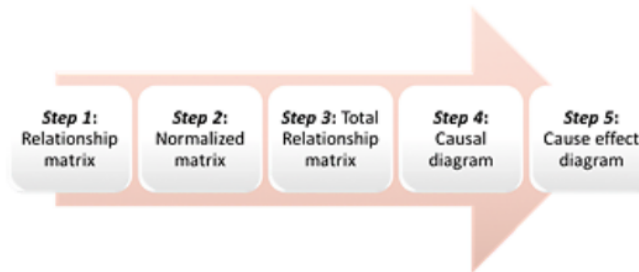 Step 1:
Relationship
matrix
Step 2:
Normalized
matrix
Step 3: Total
Relationship
matrix
Step 4:
Causal
diagram
Step 5:
Cause effect
diagram